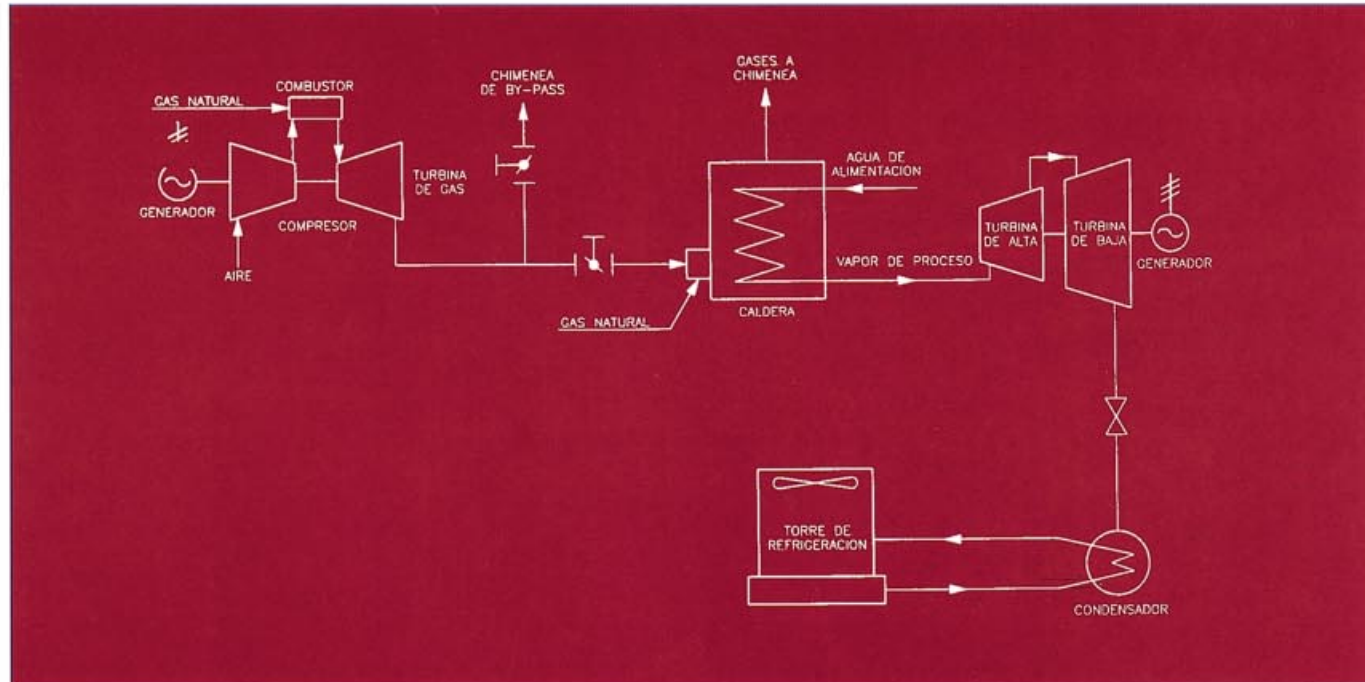 COMBUSTOR
GAS NATURAL
GENERADOR
COMPRESOR
TURBINA
DE GAS
AIRE
CHIMENEA
DE BY-PASS
GASES A
CHIMENEA
AGUA DE
ALIMENTACION
VAPOR DE PROCESO
GAS NATURAL
CALDERA
TURBINA
DE ALTA
TURBINA
DE BAJA
GENERADOR
TORRE DE
REFRIGERACION
CONDENSADOR